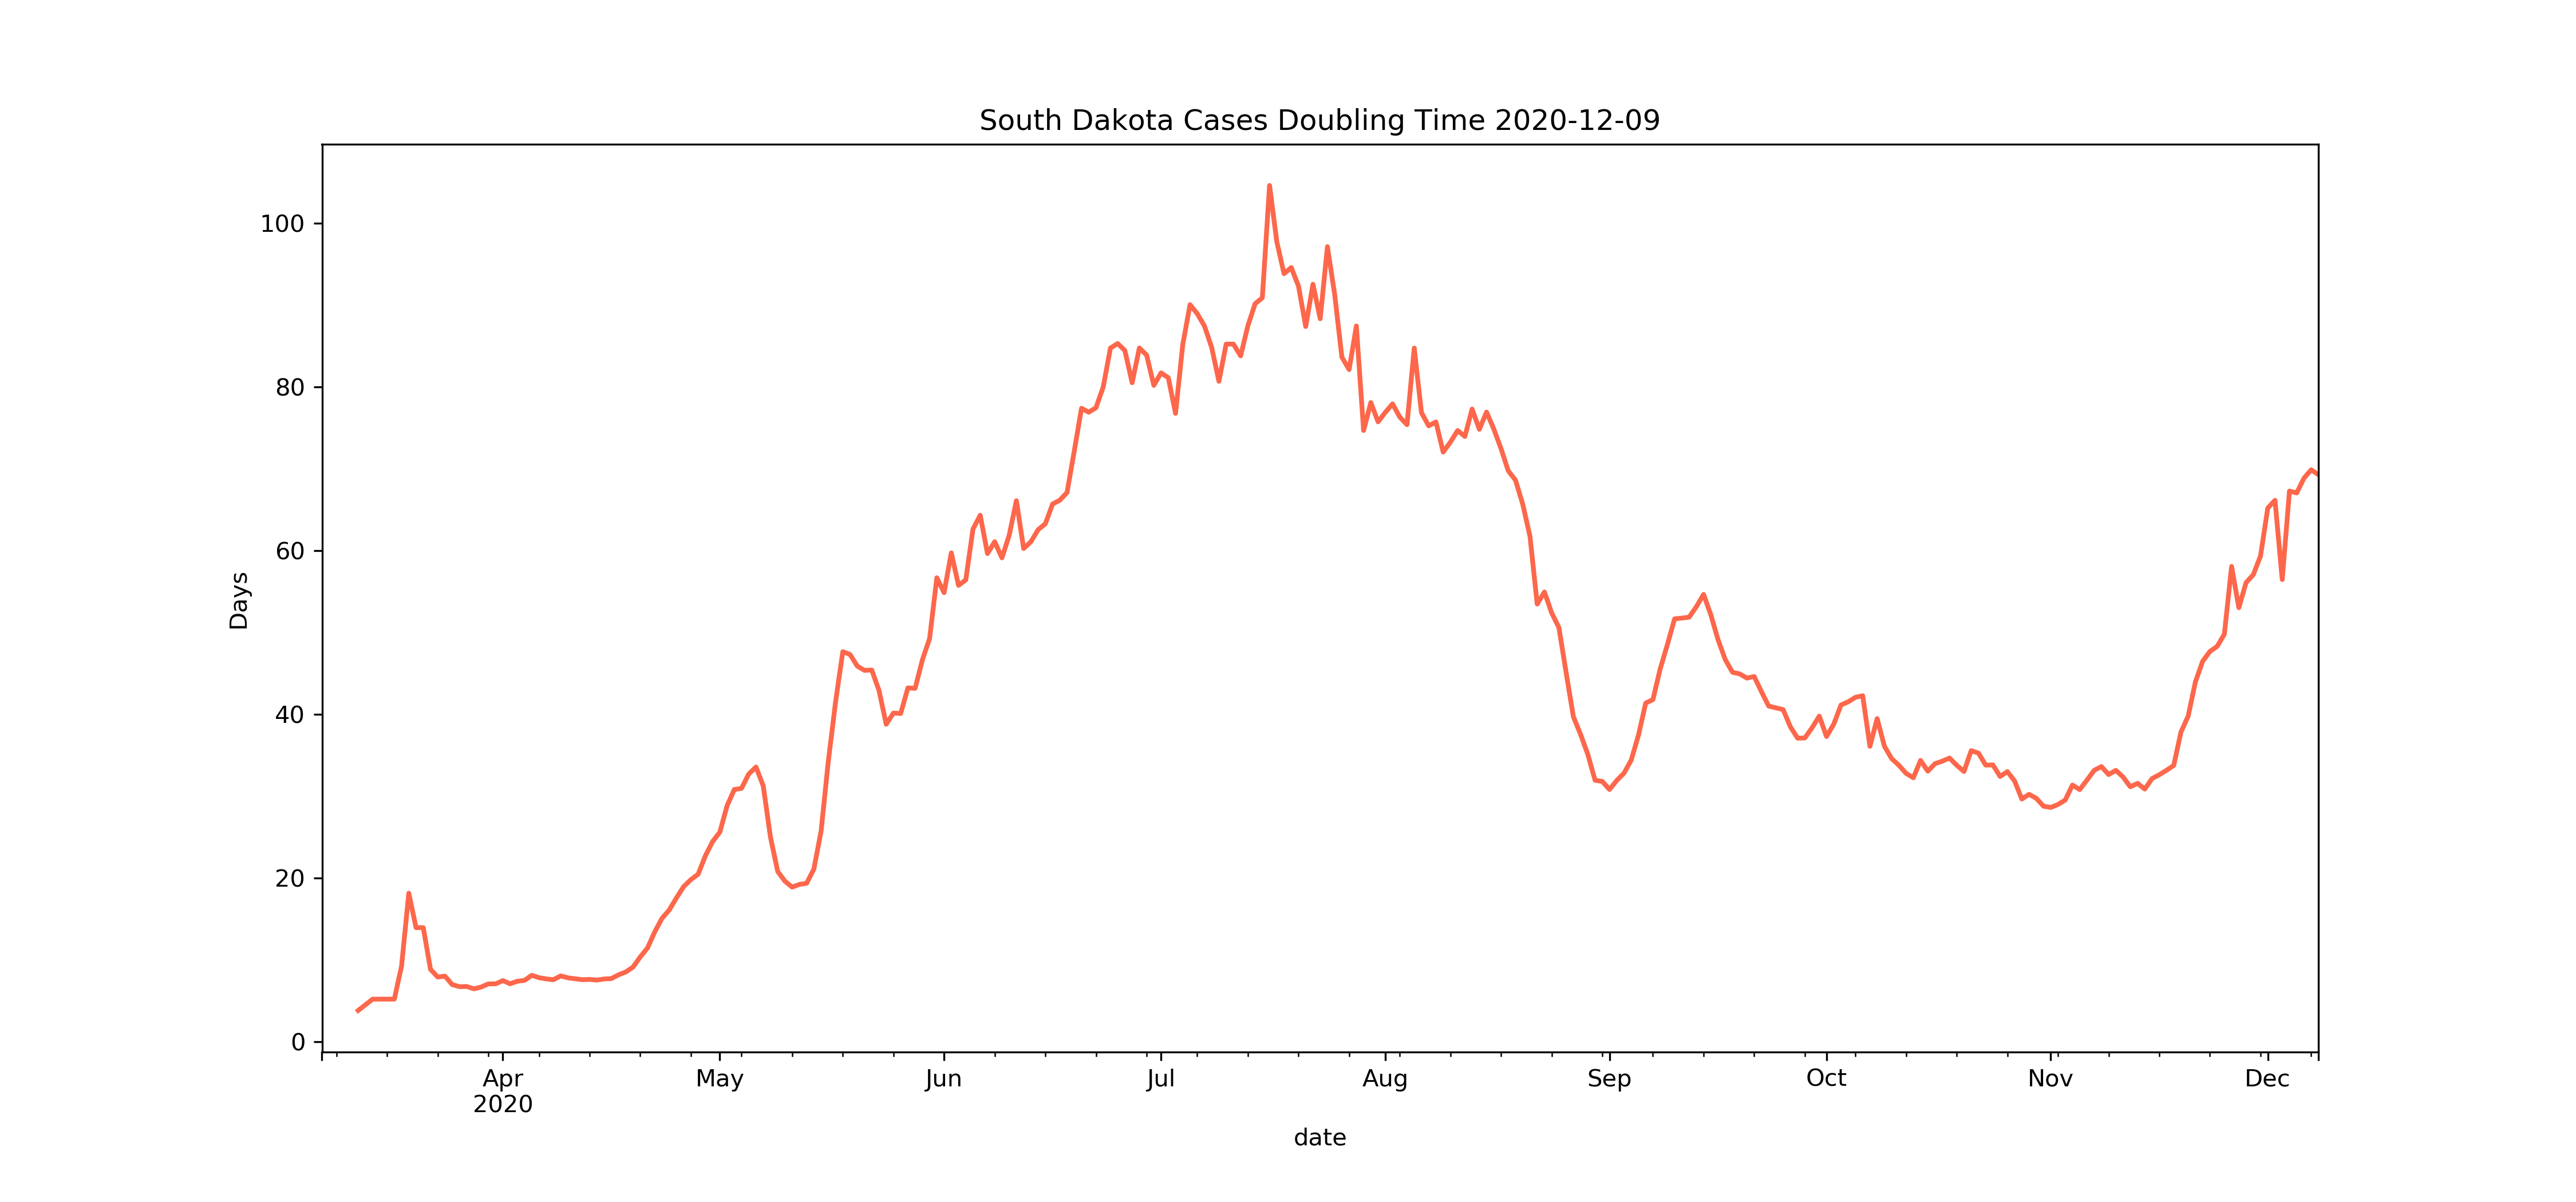 South Dakota Cases Doubling Time 2020-12-09
100
80
60
40
20
0
Days
Apr May Jun Jul Aug Sep Oct Nov Dec
2020
date